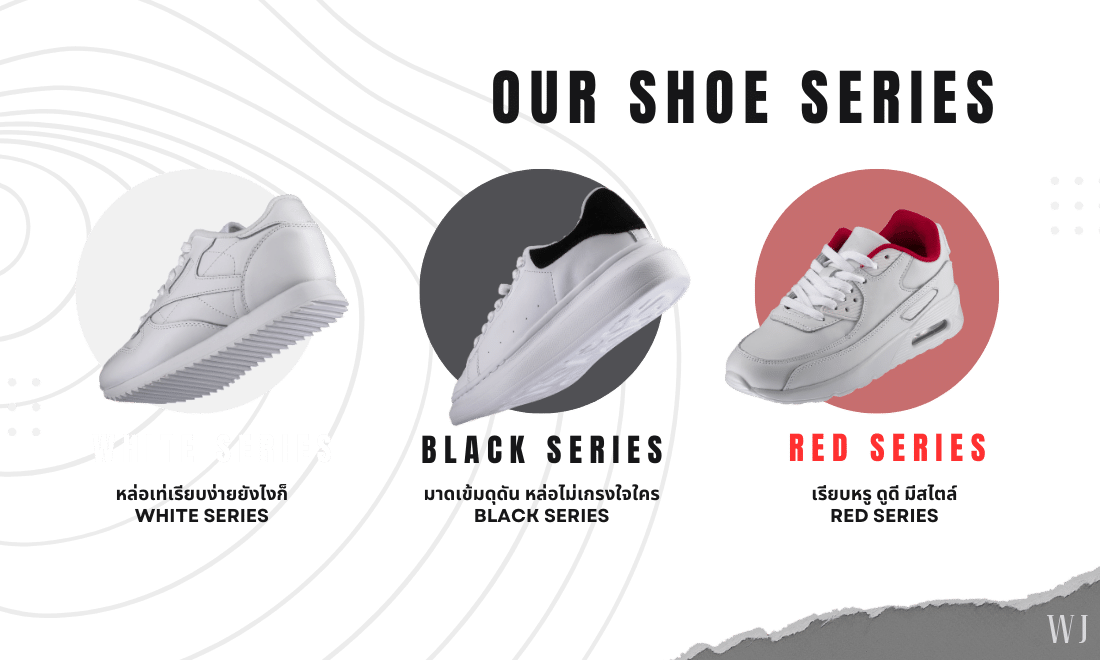 OUR SHOE SERIES
WHITE SERIES
BLACK SERIES
RED SERIES
หล่อเท่เรียบง่ายยังไงก็
WHITE SERIES
มาดเข้มดุดัน หล่อไม่เกรงใจใคร
BLACK SERIES
เรียบหรู ดูดี มีสไตล์
RED SERIES
WJ